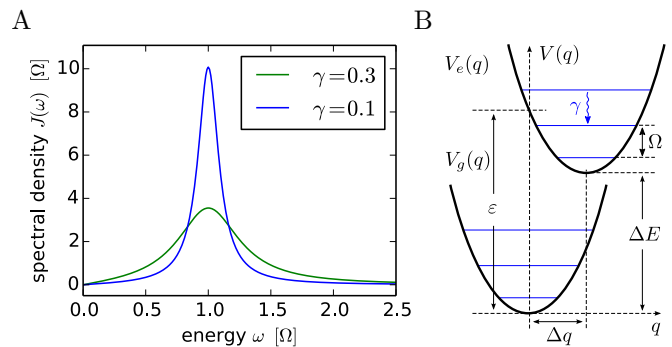 A
spectral density J(ω) [Ω]
10
8
6
4
2
0
0.0 0.5 1.0 1.5 2.0 2.5
energy ω [Ω]
γ=0.3
γ=0.1
B
V_e(q)
V(q)
γ
Ω
V_g(q)
ε
ΔE
Δq
q